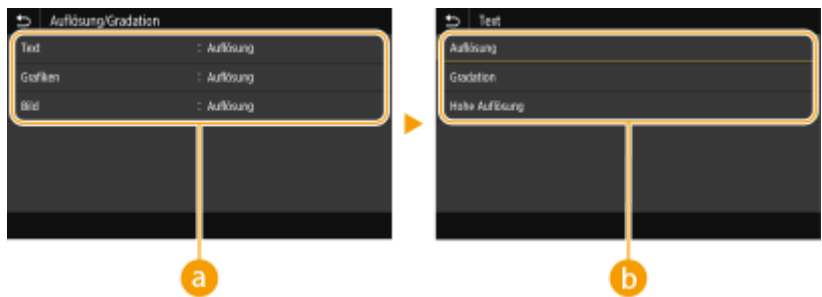 Auflösung/Gradation
Text : Auflösung
Grafiken : Auflösung
Bild : Auflösung
a
Text
Auflösung
Gradation
Hohe Auflösung
b